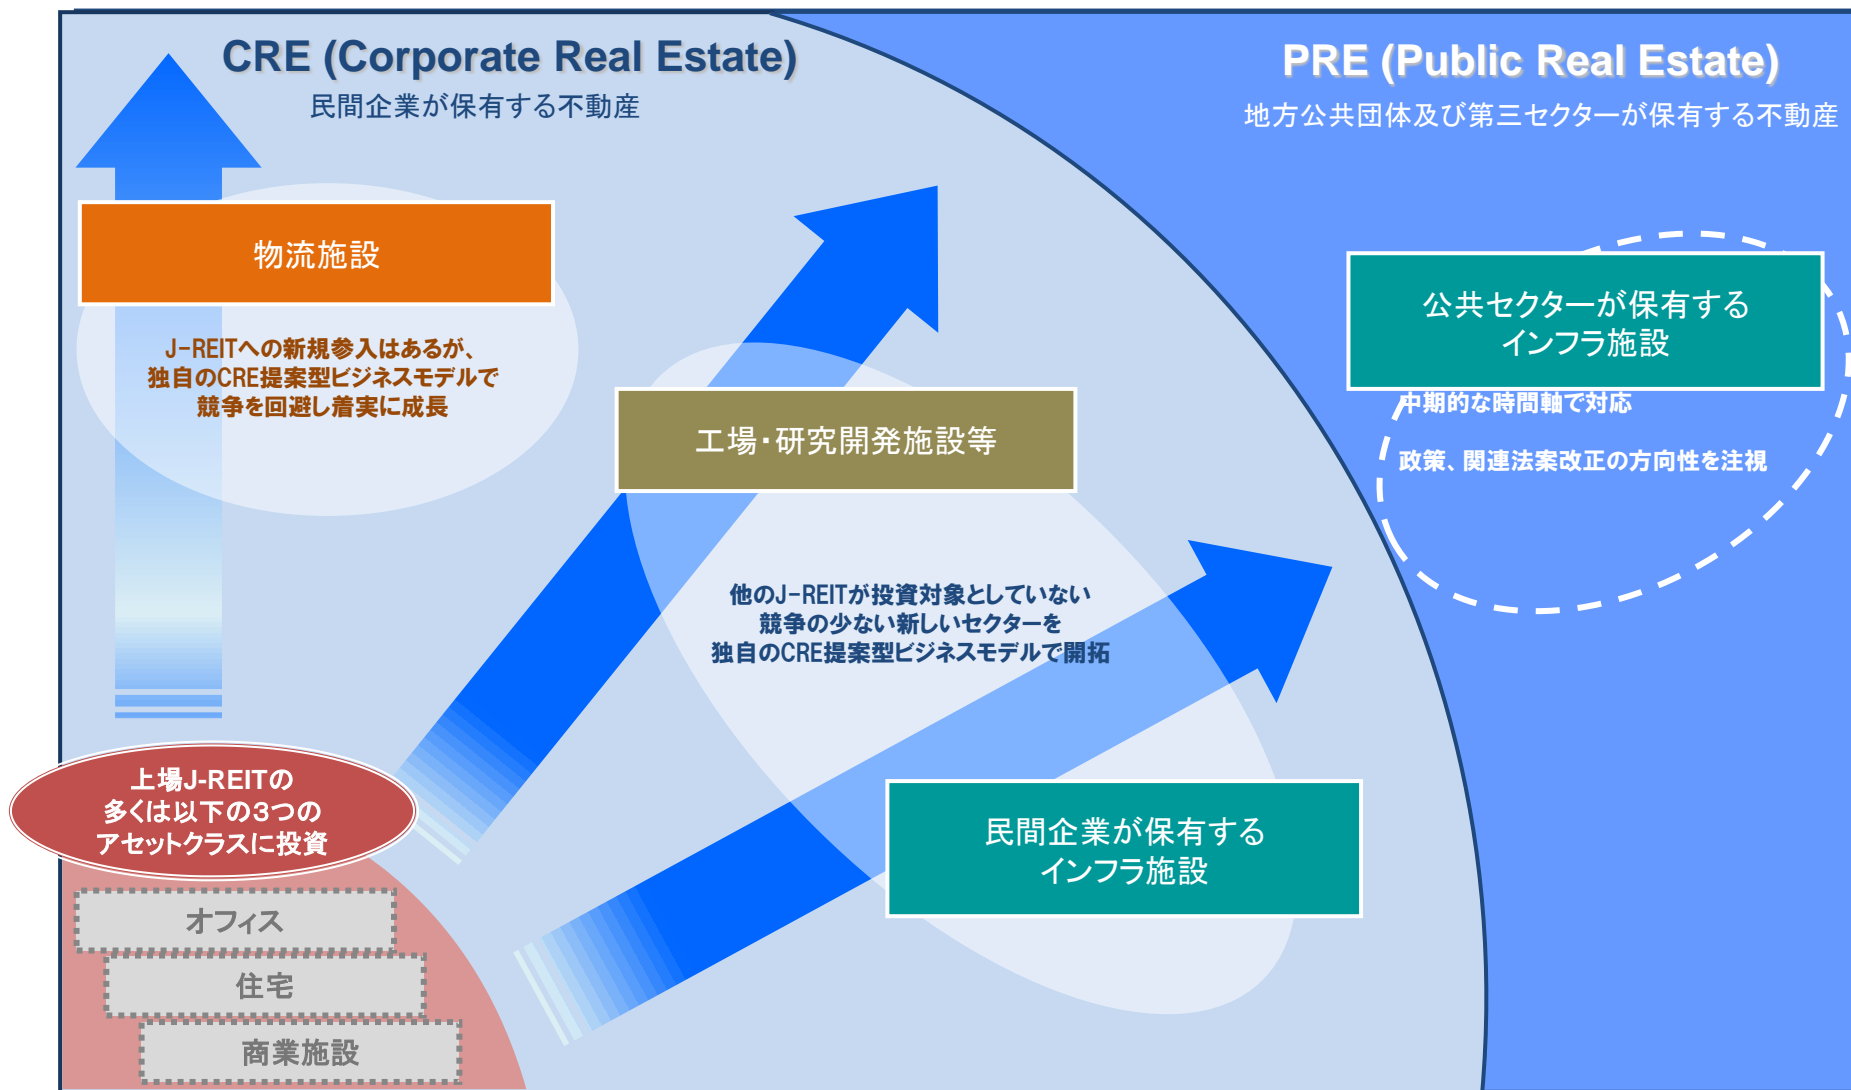 CRE (Corporate Real Estate)
民間企業が保有する不動産
PRE (Public Real Estate)
地方公共団体及び第三セクターが保有する不動産
物流施設
J-REITへの新規参入はあるが、
独自のCRE提案型ビジネスモデルで
競争を回避し着実に成長
公共セクターが保有する
インフラ施設
中期的な時間軸で対応
政策、関連法案改正の方向性を注視
工場・研究開発施設等
他のJ-REITが投資対象としていない
競争の少ない新しいセクターを
独自のCRE提案型ビジネスモデルで開拓
民間企業が保有する
インフラ施設
上場J-REITの
多くは以下の3つの
アセットクラスに投資
オフィス
住宅
商業施設